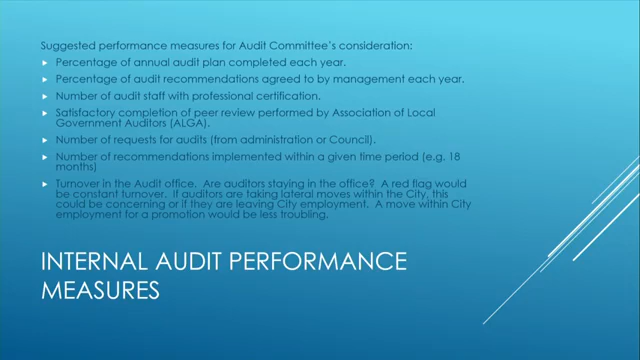 Suggested performance measures for Audit Committee's consideration:
Percentage of annual audit plan completed each year.
Percentage of audit recommendations agreed to by management each year.
Number of audit staff with professional certification.
Satisfactory completion of peer review performed by Association of Local
Government Auditors (ALGA).
Number of requests for audits (from administration or Council).
Number of recommendations implemented within a given time period (e.g. 18
months)
Turnover in the Audit office. Are auditors staying in the office? A red flag would
be constant turnover. If auditors are taking lateral moves within the City, this
could be concerning or if they are leaving City employment. A move within City
employment for a promotion would be less troubling.
INTERNAL AUDIT PERFORMANCE
MEASURES